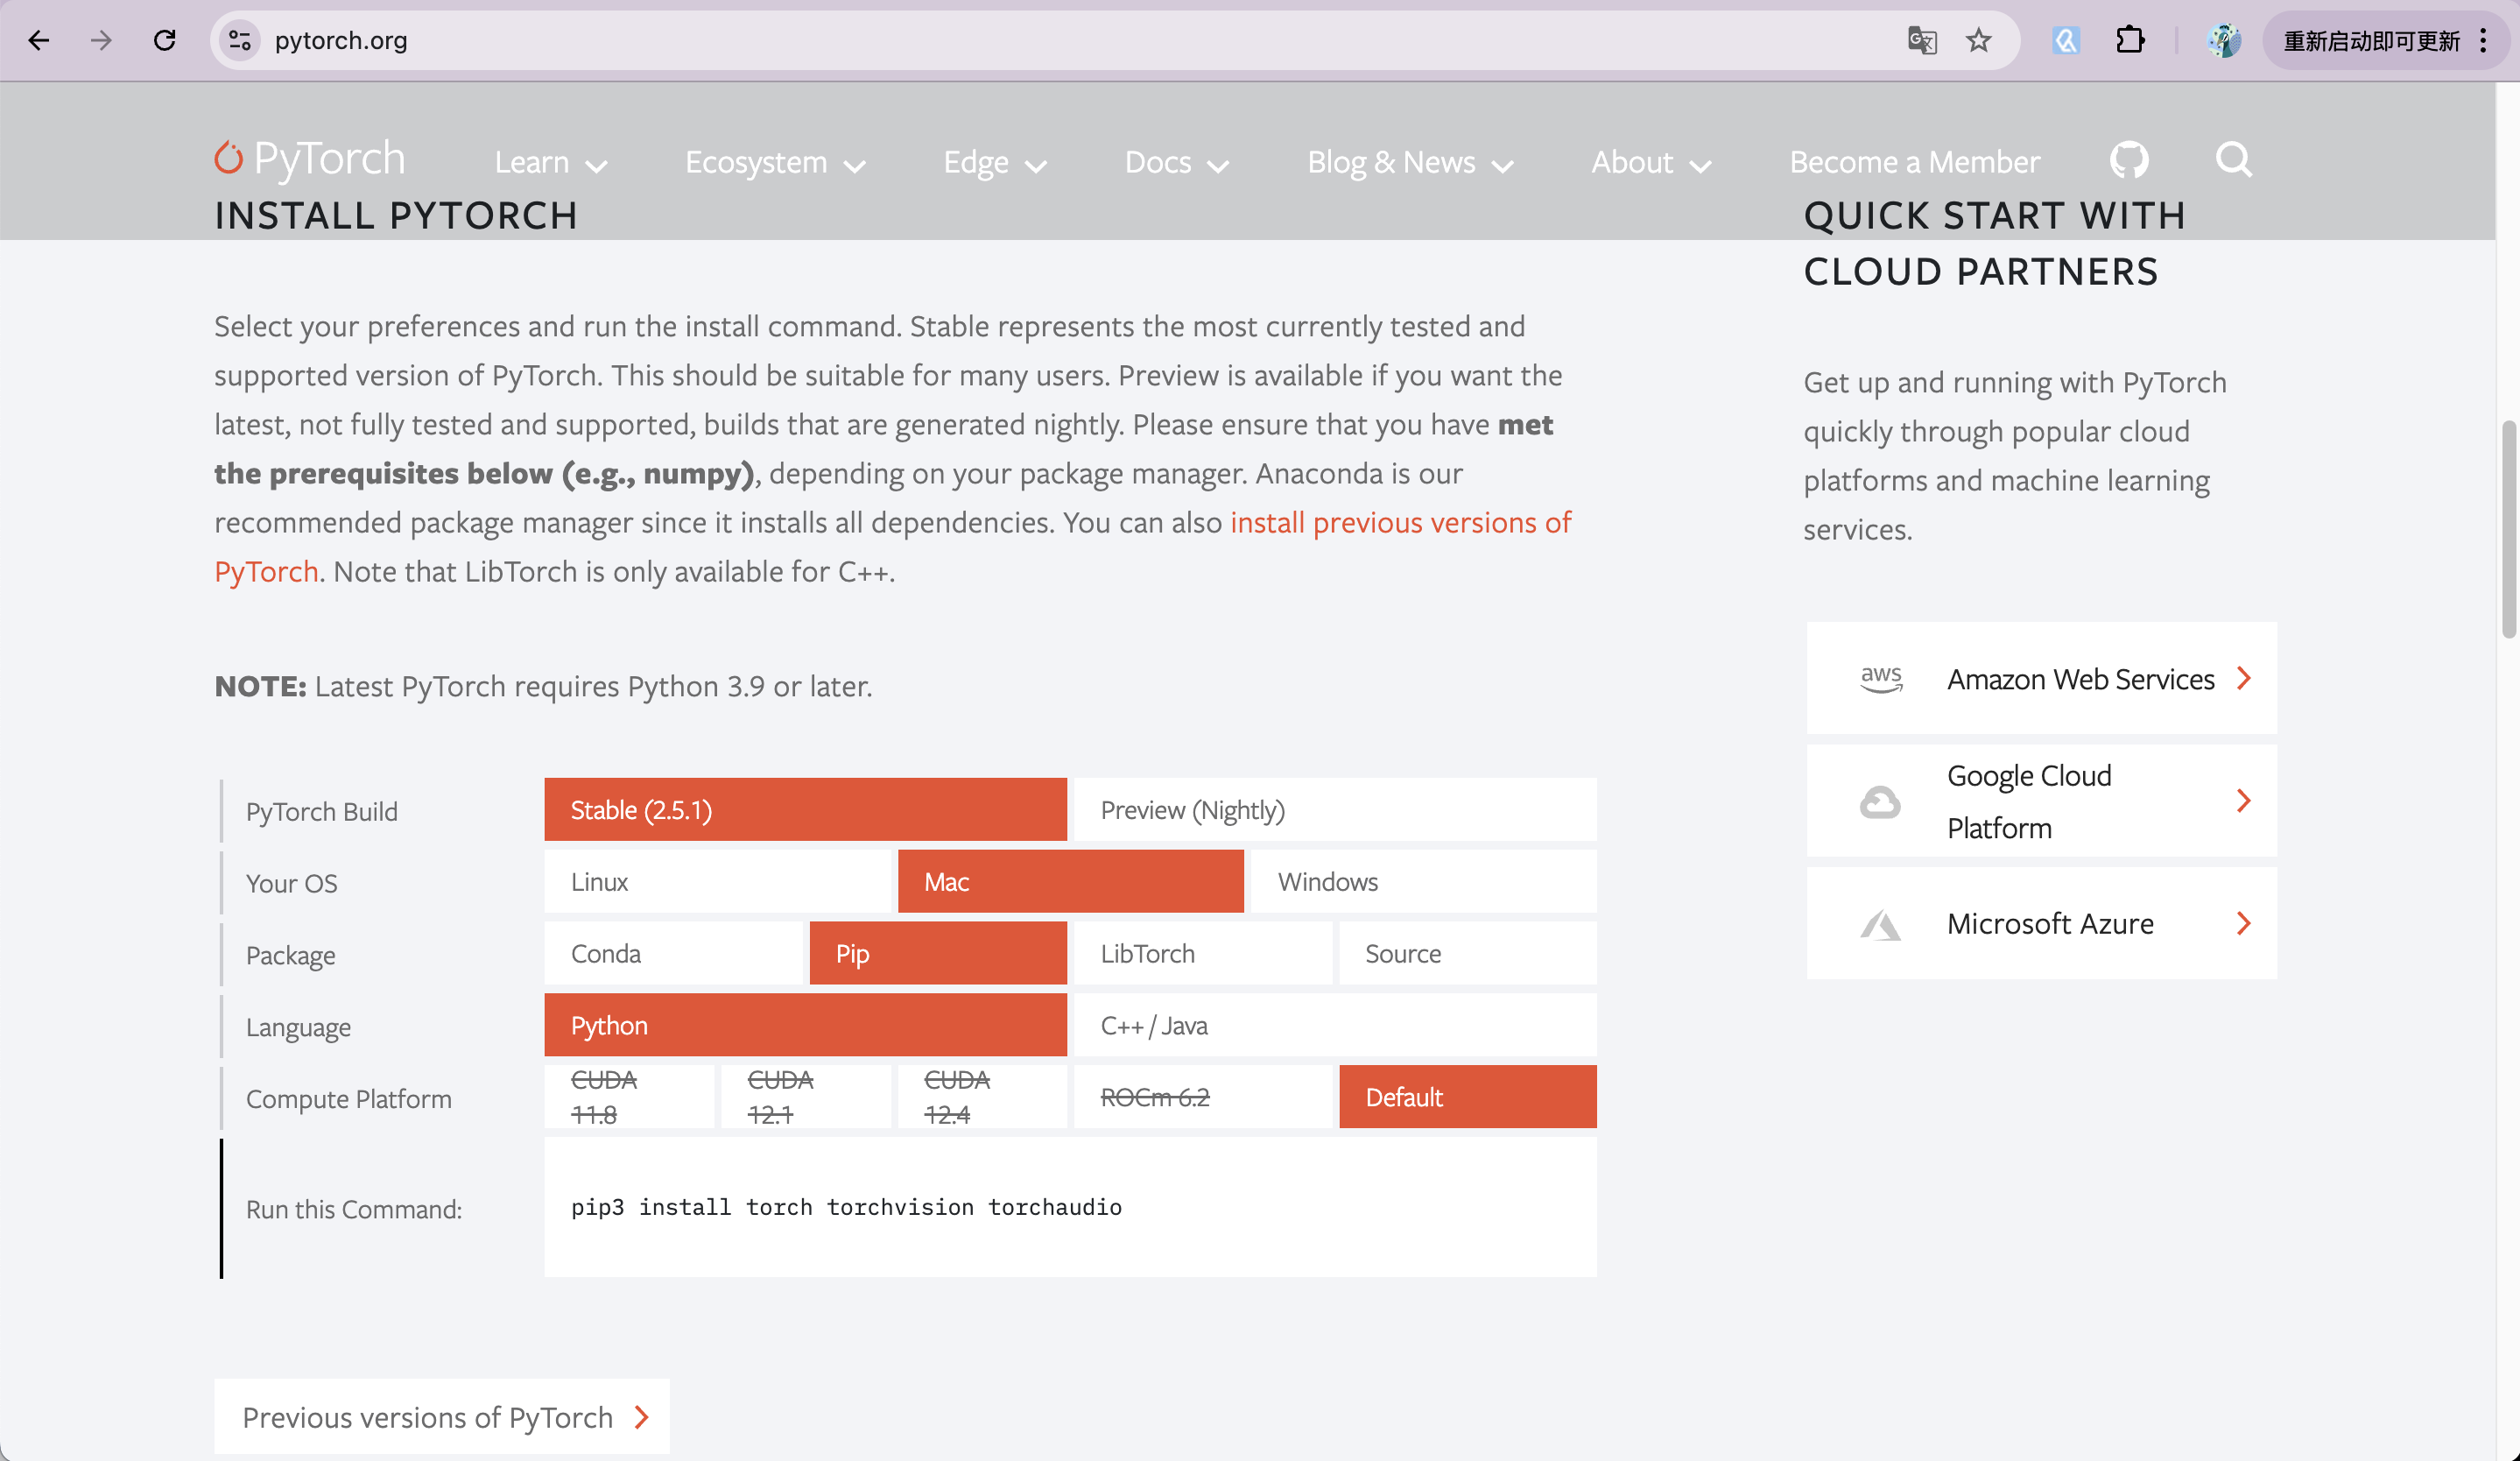 pytorch.org
重新启动即可更新
PyTorch
Learn
Ecosystem
Edge
Docs
Blog & News
About
Become a Member
INSTALL PYTORCH
Select your preferences and run the install command. Stable represents the most currently tested and
supported version of PyTorch. This should be suitable for many users. Preview is available if you want the
latest, not fully tested and supported, builds that are generated nightly. Please ensure that you have met
the prerequisites below (e.g., numpy), depending on your package manager. Anaconda is our
recommended package manager since it installs all dependencies. You can also install previous versions of
PyTorch. Note that LibTorch is only available for C++.
NOTE: Latest PyTorch requires Python 3.9 or later.
PyTorch Build
Stable (2.5.1)
Preview (Nightly)
Your OS
Linux
Mac
Windows
Package
Conda
Pip
LibTorch
Source
Language
Python
C++ / Java
Compute Platform
CUDA
11.8
CUDA
12.1
CUDA
12.4
ROCm 6.2
Default
Run this Command:
pip3 install torch torchvision torchaudio
Previous versions of PyTorch
QUICK START WITH
CLOUD PARTNERS
Get up and running with PyTorch
quickly through popular cloud
platforms and machine learning
services.
aws
Amazon Web Services
Google Cloud
Platform
Microsoft Azure